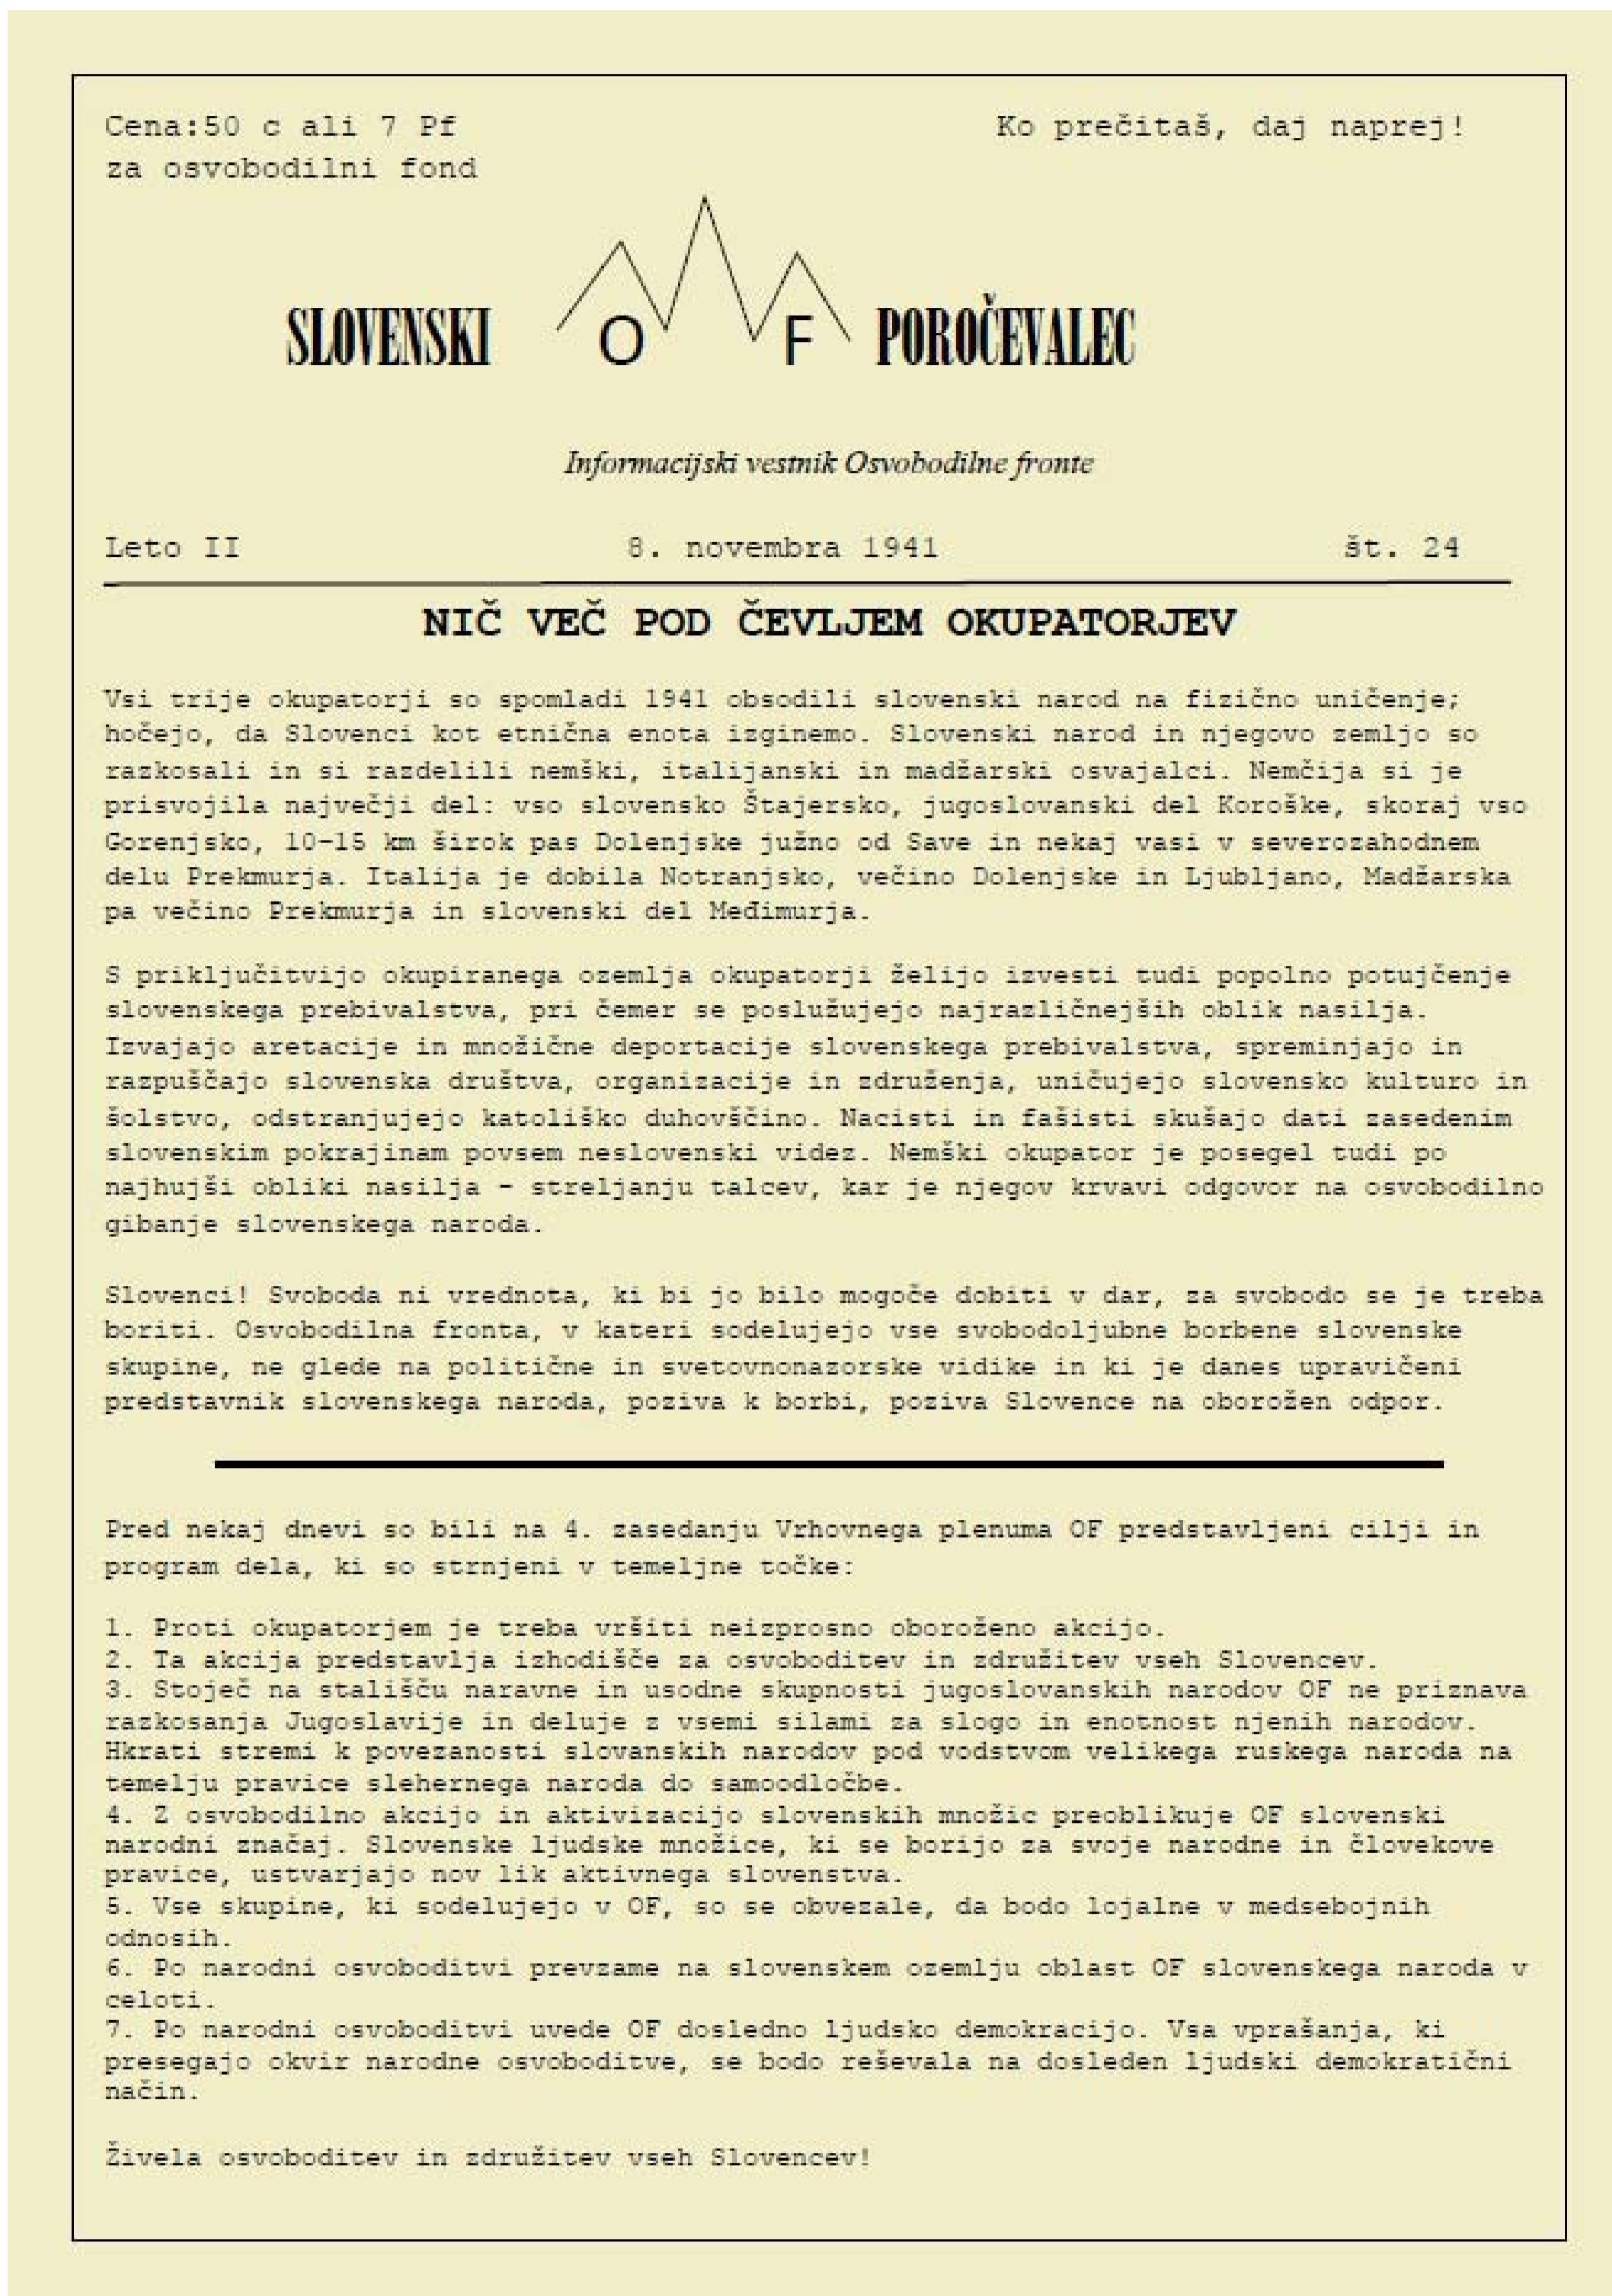 Cena:50 c ali 7 Pf
Ko prečitaš, daj naprej!
za osvobodilni fond
SLOVENSKI OF POROČEVALEC
Informacijski vestnik Osvobodilne fronte
Leto II 8. novembra 1941 št. 24
NIČ VEČ POD ČEVLJEM OKUPATORJEV
Vsi trije okupatorji so spomladi 1941 obsodili slovenski narod na fizično uničenje;
hočejo, da Slovenci kot etnična enota izginemo. Slovenski narod in njegovo zemljo so
razkosali in si razdelili nemški, italijanski in madžarski osvajalci. Nemčija si je
prisvojila največji del: vso slovensko Štajersko, jugoslovanski del Koroške, skoraj vso
Gorenjsko, 10-15 km širok pas Dolenjske južno od Save in nekaj vasi v severozahodnem
delu Prekmurja. Italija je dobila Notranjsko, večino Dolenjske in Ljubljano, Madžarska
pa večino Prekmurja in slovenski del Međimurja.
S priključitvijo okupiranega ozemlja okupatorji želijo izvesti tudi popolno potujčenje
slovenskega prebivalstva, pri čemer se poslužujejo najrazličnejših oblik nasilja.
Izvajajo aretacije in množične deportacije slovenskega prebivalstva, spreminjajo in
razpuščajo slovenska društva, organizacije in združenja, uničujejo slovensko kulturo in
šolstvo, odstranjujejo katoliško duhovščino. Nacisti in fašisti skušajo dati zasedenim
slovenskim pokrajinam povsem neslovenski videz. Nemški okupator je posegel tudi po
najhujši obliki nasilja - streljanju talcev, kar je njegov krvavi odgovor na osvobodilno
gibanje slovenskega naroda.
Slovenci! Svoboda ni vrednota, ki bi jo bilo mogoče dobiti v dar, za svobodo se je treba
boriti. Osvobodilna fronta, v kateri sodelujejo vse svobodoljubne borbene slovenske
skupine, ne glede na politične in svetovnonazorske vidike in ki je danes upravičeni
predstavnik slovenskega naroda, poziva k borbi, poziva Slovence na oborožen odpor.
Pred nekaj dnevi so bili na 4. zasedanju Vrhovnega plenuma OF predstavljeni cilji in
program dela, ki so strnjeni v temeljne točke:
1. Proti okupatorjem je treba vršiti neizprosno oboroženo akcijo.
2. Ta akcija predstavlja izhodišče za osvoboditev in združitev vseh Slovencev.
3. Stoječ na stališču naravne in usodne skupnosti jugoslovanskih narodov OF ne priznava
razkosanja Jugoslavije in deluje z vsemi silami za slogo in enotnost njenih narodov.
Hkrati stremi k povezanosti slovanskih narodov pod vodstvom velikega ruskega naroda na
temelju pravice slehernega naroda do samoodločbe.
4. Z osvobodilno akcijo in aktivizacijo slovenskih množic preoblikuje OF slovenski
narodni značaj. Slovenske ljudske množice, ki se borijo za svoje narodne in človekove
pravice, ustvarjajo nov lik aktivnega slovenstva.
5. Vse skupine, ki sodelujejo v OF, so se obvezale, da bodo lojalne v medsebojnih
odnosih.
6. Po narodni osvoboditvi prevzame na slovenskem ozemlju oblast OF slovenskega naroda v
celoti.
7. Po narodni osvoboditvi uvede OF dosledno ljudsko demokracijo. Vsa vprašanja, ki
presegajo okvir narodne osvoboditve, se bodo reševala na dosleden ljudski demokratični
način.
Živela osvoboditev in združitev vseh Slovencev!